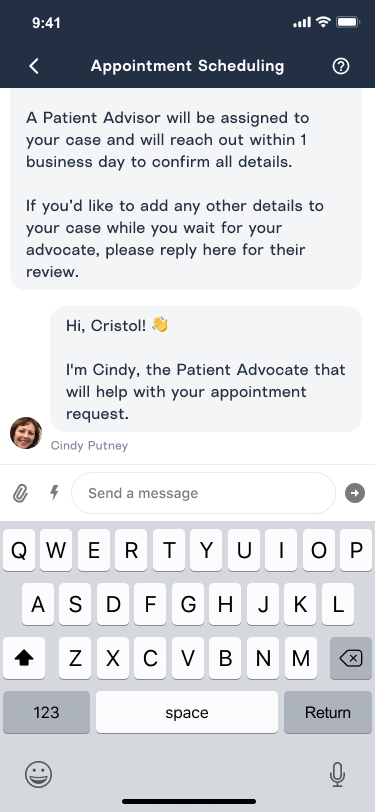 9:41
Appointment Scheduling
A Patient Advisor will be assigned to
your case and will reach out within 1
business day to confirm all details.
If you'd like to add any other details to
your case while you wait for your
advocate, please reply here for their
review.
Hi, Cristol! 👋
I'm Cindy, the Patient Advocate that
will help with your appointment
request.
Cindy Putney
Send a message
Q W E R T Y U I O P
A S D F G H J K L
Z X C V B N M
123 space Return